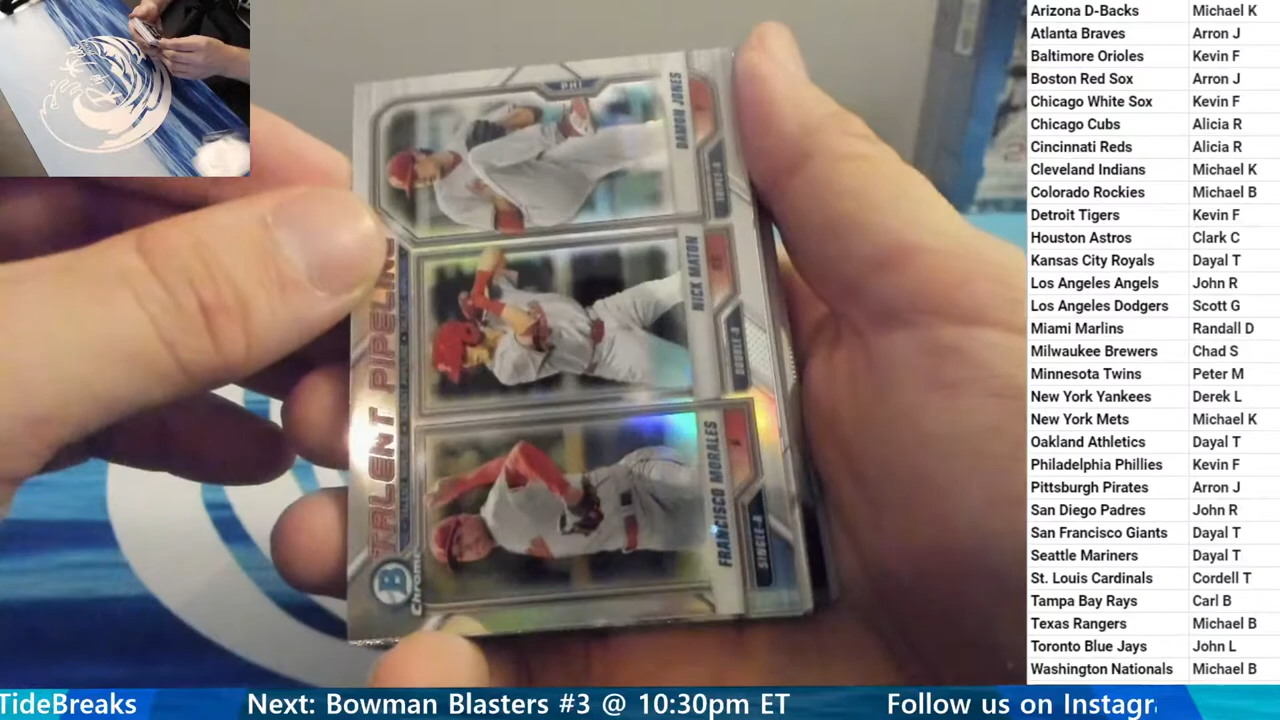 TALENT PIPELINE
B
Chrome
PHI
DAMON JONES
TRIPLE-A
NICK MATON
DOUBLE-A
FRANCISCO MORALES
SINGLE-A
Arizona D-Backs Michael K
Atlanta Braves Arron J
Baltimore Orioles Kevin F
Boston Red Sox Arron J
Chicago White Sox Kevin F
Chicago Cubs Alicia R
Cincinnati Reds Alicia R
Cleveland Indians Michael K
Colorado Rockies Michael B
Detroit Tigers Kevin F
Houston Astros Clark C
Kansas City Royals Dayal T
Los Angeles Angels John R
Los Angeles Dodgers Scott G
Miami Marlins Randall D
Milwaukee Brewers Chad S
Minnesota Twins Peter M
New York Yankees Derek L
New York Mets Michael K
Oakland Athletics Dayal T
Philadelphia Phillies Kevin F
Pittsburgh Pirates Arron J
San Diego Padres John R
San Francisco Giants Dayal T
Seattle Mariners Dayal T
St. Louis Cardinals Cordell T
Tampa Bay Rays Carl B
Texas Rangers Michael B
Toronto Blue Jays John L
Washington Nationals Michael B
TideBreaks Next: Bowman Blasters #3 @ 10:30pm ET Follow us on Instagr